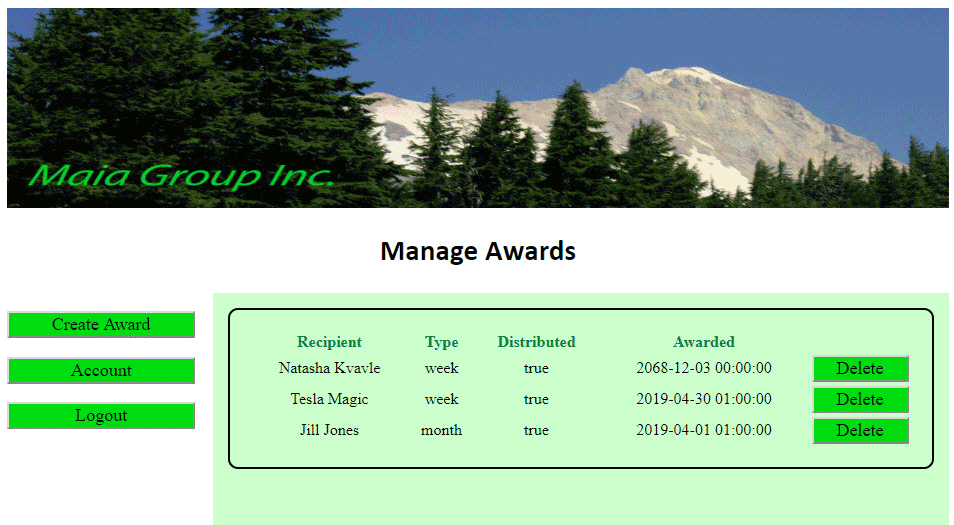 Maia Group Inc.
Manage Awards
Create Award
Account
Logout
Recipient Type Distributed Awarded
Natasha Kvavle week true 2068-12-03 00:00:00 Delete
Tesla Magic week true 2019-04-30 01:00:00 Delete
Jill Jones month true 2019-04-01 01:00:00 Delete